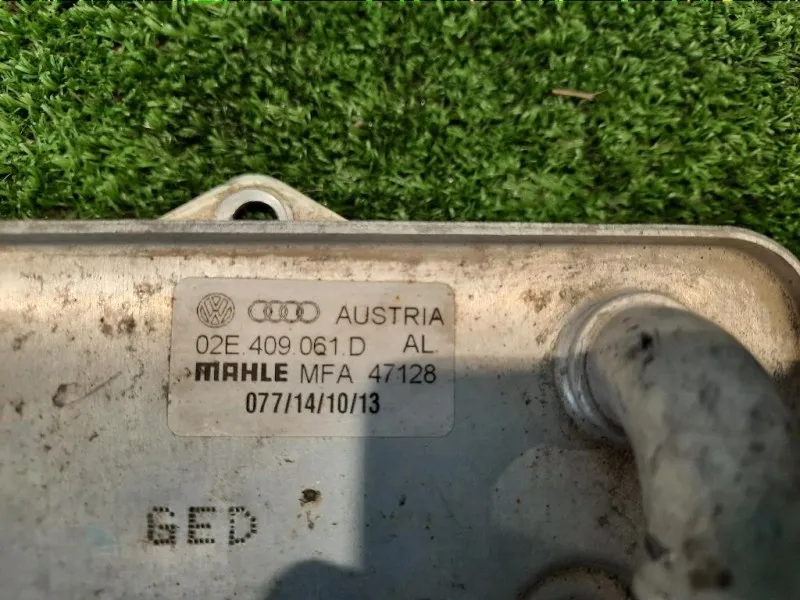 AUSTRIA
02E.409.061.D AL
MAHLE MFA 47128
077/14/10/13
GED